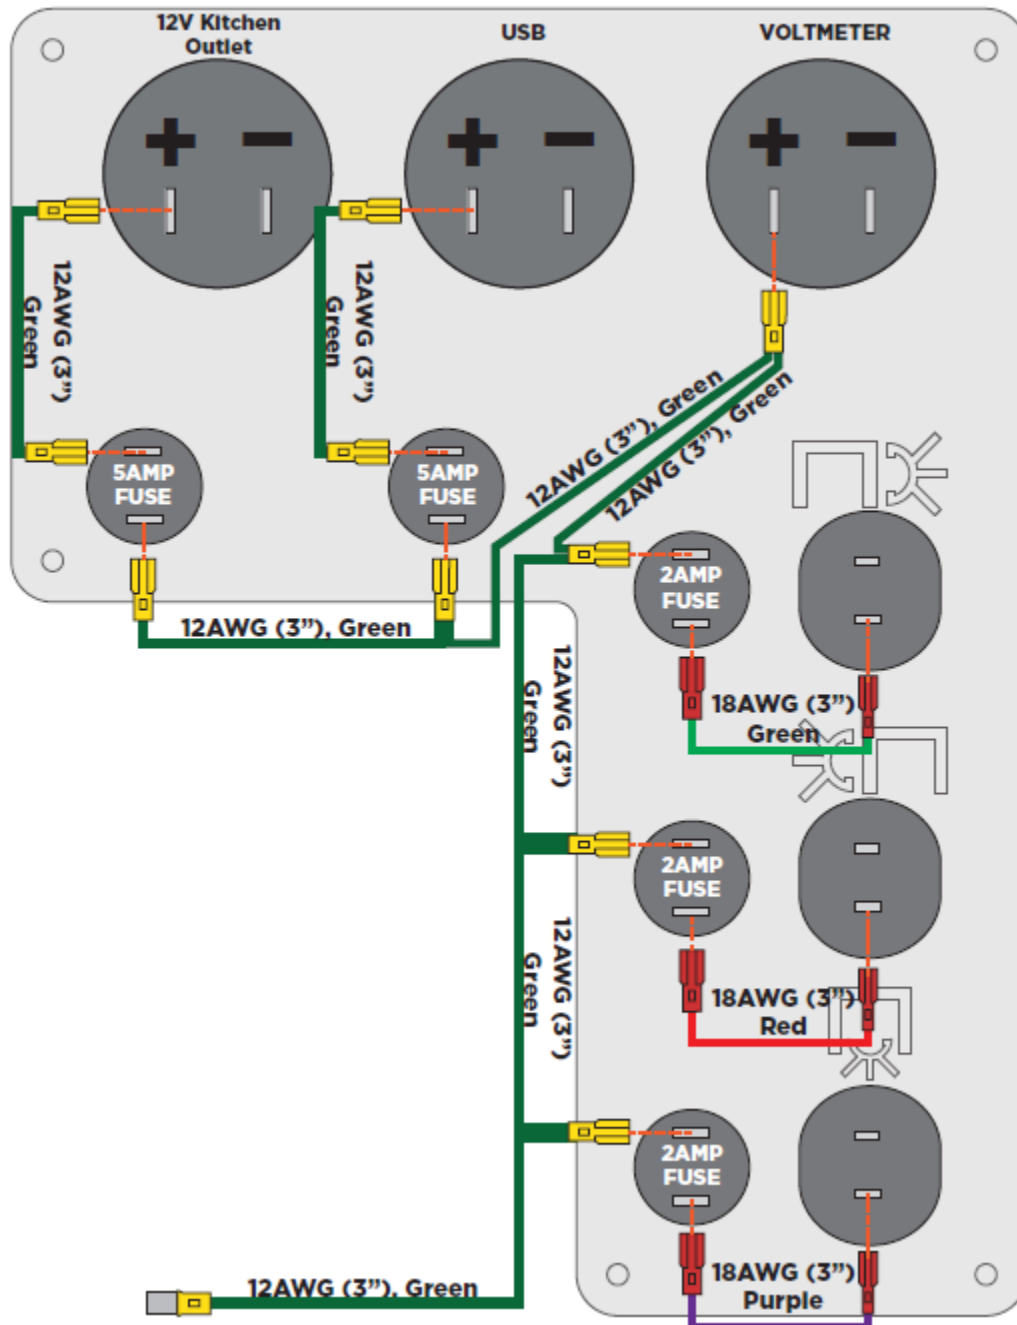 12V Kitchen
Outlet
USB
VOLTMETER
+ −
+ −
+ −
12AWG (3”)
Green
12AWG (3”)
Green
12AWG (3”), Green
12AWG (3”), Green
5AMP
FUSE
5AMP
FUSE
2AMP
FUSE
12AWG (3”), Green
12AWG (3”)
Green
18AWG (3”)
Green
2AMP
FUSE
12AWG (3”)
Green
18AWG (3”)
Red
2AMP
FUSE
12AWG (3”), Green
18AWG (3”)
Purple